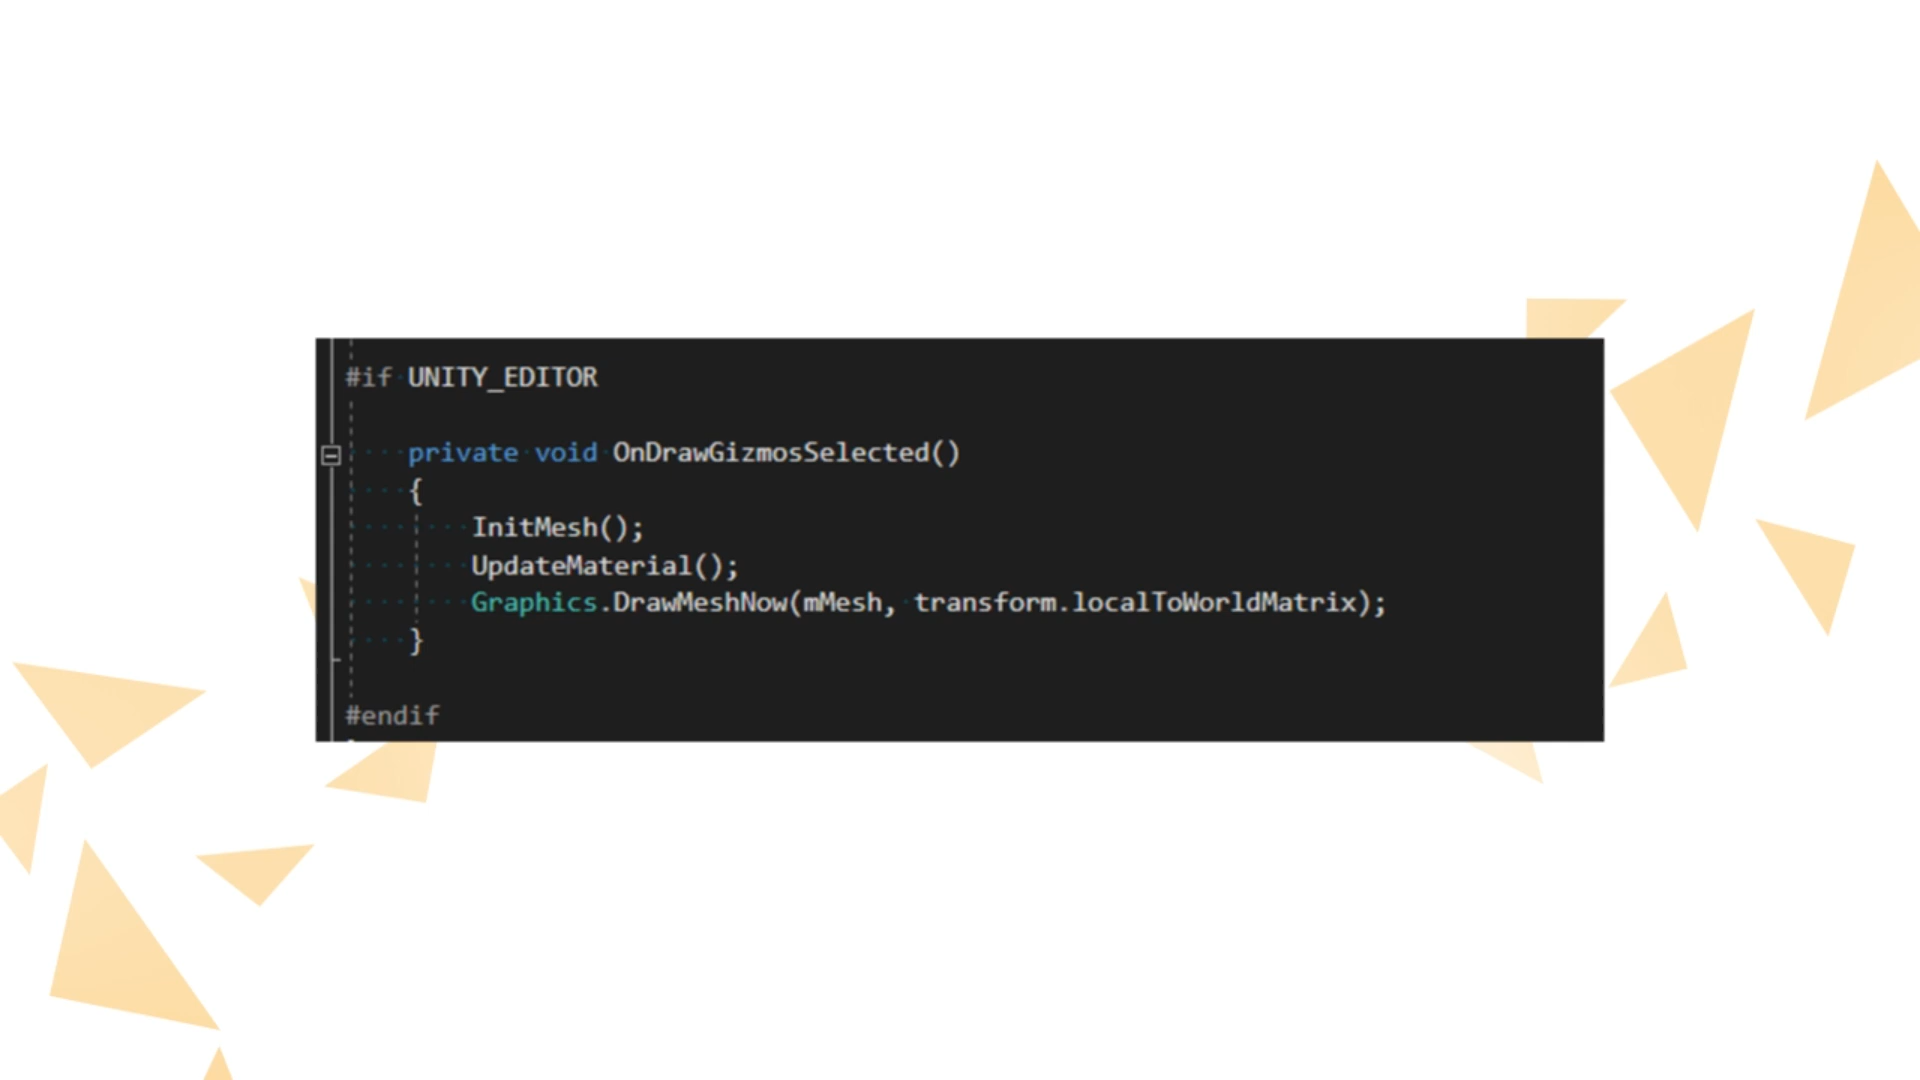 #if UNITY_EDITOR
private void OnDrawGizmosSelected()
{
InitMesh();
UpdateMaterial();
Graphics.DrawMeshNow(mMesh, transform.localToWorldMatrix);
}
#endif